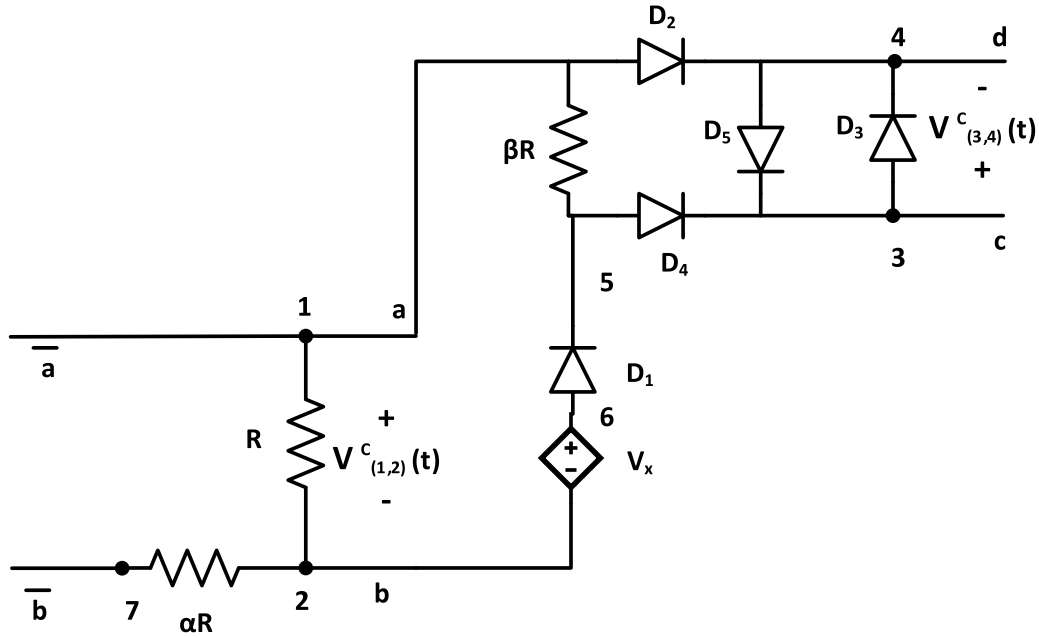 D₂
4
d
-
βR
D₅
D₃
V ᶜ₍₃,₄₎ (t)
+
D₄
3
c
5
1
a
a̅
D₁
6
R
+
V ᶜ₍₁,₂₎ (t)
-
+
-
Vₓ
b̅
7
αR
2
b